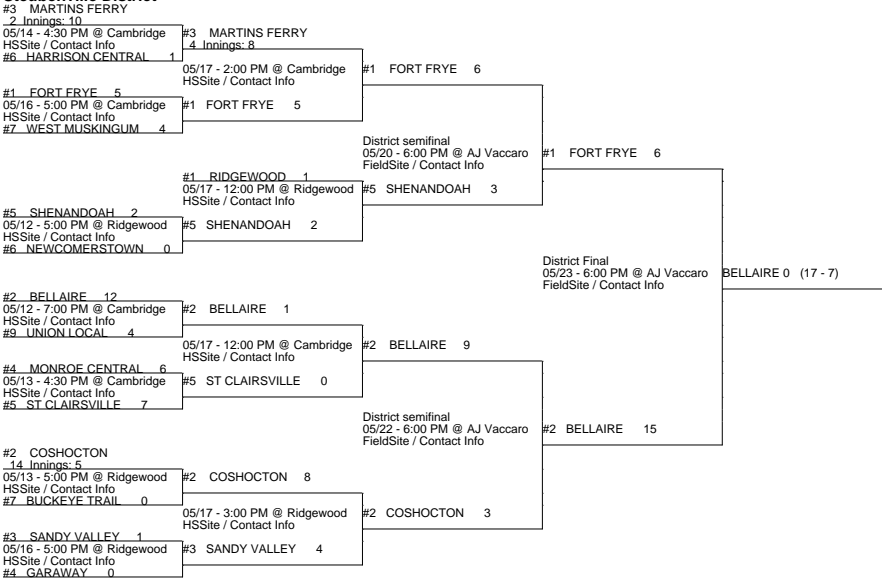 #3 MARTINS FERRY
2 Innings: 10
05/14 - 4:30 PM @ Cambridge
HSSite / Contact Info
#6 HARRISON CENTRAL 1
#1 FORT FRYE 5
05/16 - 5:00 PM @ Cambridge
HSSite / Contact Info
#7 WEST MUSKINGUM 4
#5 SHENANDOAH 2
05/12 - 5:00 PM @ Ridgewood
HSSite / Contact Info
#6 NEWCOMERSTOWN 0
#2 BELLAIRE 12
05/12 - 7:00 PM @ Cambridge
HSSite / Contact Info
#9 UNION LOCAL 4
#4 MONROE CENTRAL 6
05/13 - 4:30 PM @ Cambridge
HSSite / Contact Info
#5 ST CLAIRSVILLE 7
#2 COSHOCTON
14 Innings: 5
05/13 - 5:00 PM @ Ridgewood
HSSite / Contact Info
#7 BUCKEYE TRAIL 0
#3 SANDY VALLEY 1
05/16 - 5:00 PM @ Ridgewood
HSSite / Contact Info
#4 GARAWAY 0
#3 MARTINS FERRY
4 Innings: 8
05/17 - 2:00 PM @ Cambridge
HSSite / Contact Info
#1 FORT FRYE 5
#1 RIDGEWOOD 1
05/17 - 12:00 PM @ Ridgewood
HSSite / Contact Info
#5 SHENANDOAH 2
#2 BELLAIRE 1
05/17 - 12:00 PM @ Cambridge
HSSite / Contact Info
#5 ST CLAIRSVILLE 0
#2 COSHOCTON 8
05/17 - 3:00 PM @ Ridgewood
HSSite / Contact Info
#3 SANDY VALLEY 4
#1 FORT FRYE 6
District semifinal
05/20 - 6:00 PM @ AJ Vaccaro
FieldSite / Contact Info
#5 SHENANDOAH 3
#2 BELLAIRE 9
District semifinal
05/22 - 6:00 PM @ AJ Vaccaro
FieldSite / Contact Info
#2 COSHOCTON 3
#1 FORT FRYE 6
District Final
05/23 - 6:00 PM @ AJ Vaccaro
FieldSite / Contact Info
#2 BELLAIRE 15
BELLAIRE 0 (17 - 7)